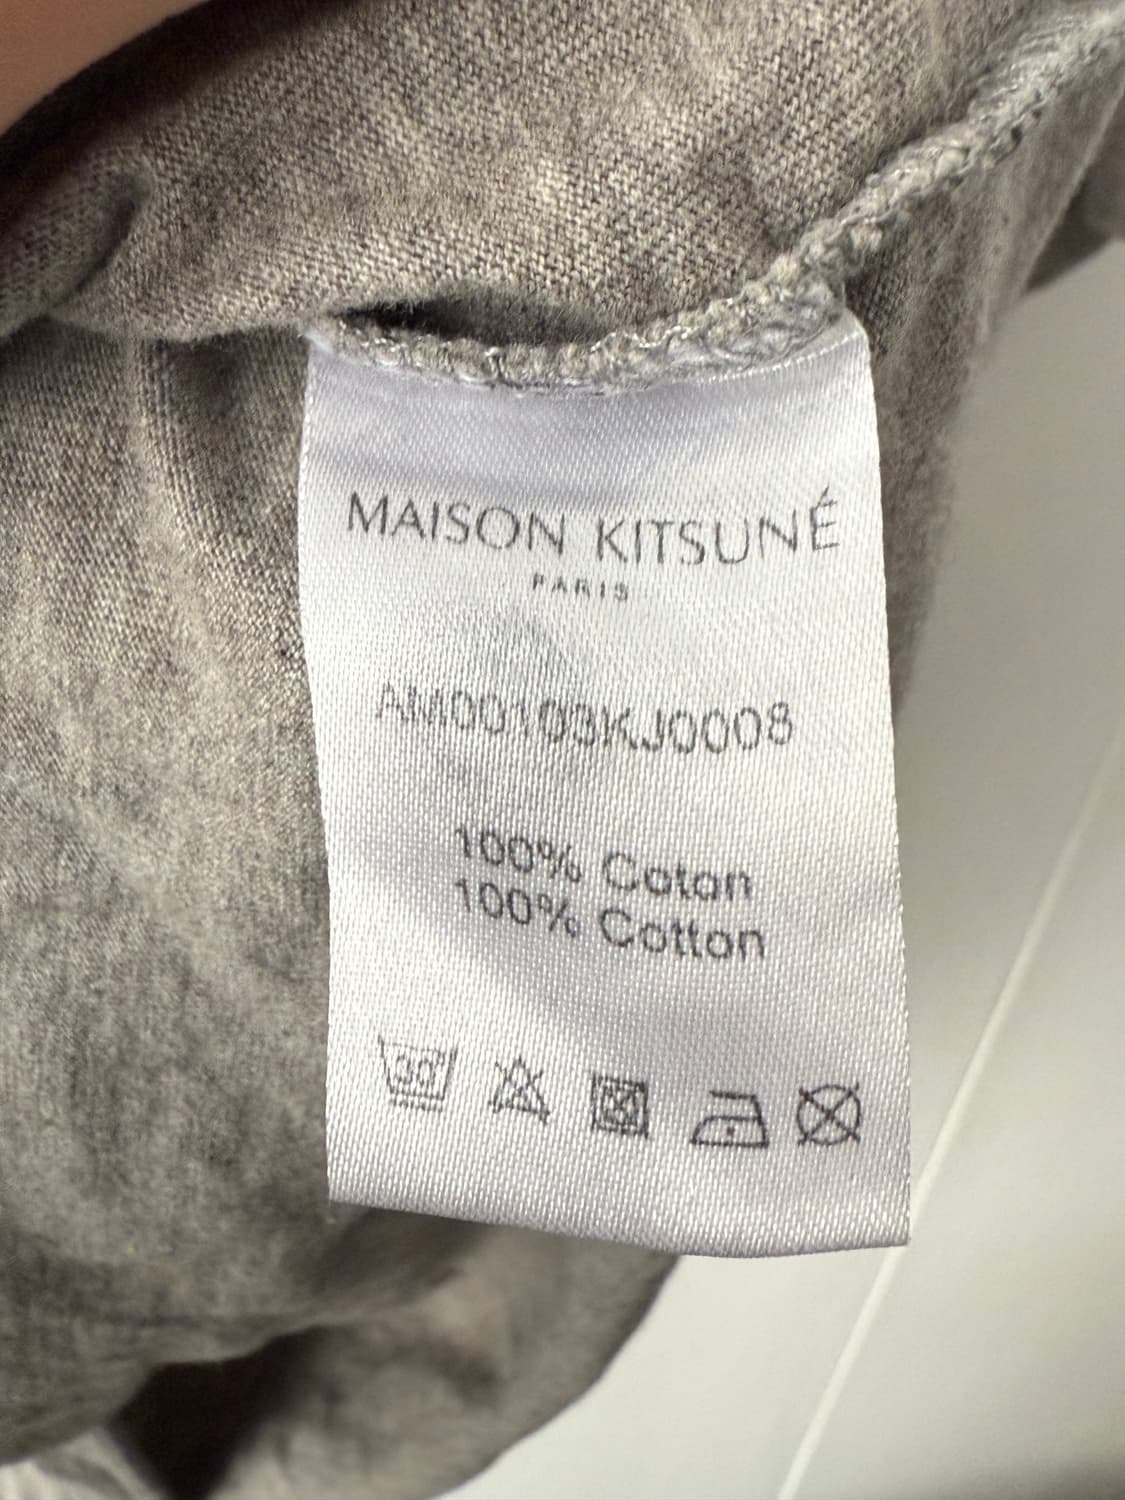 MAISON KITSUNÉ
PARIS
AM00103KJ0008
100% Coton
100% Cotton
30°